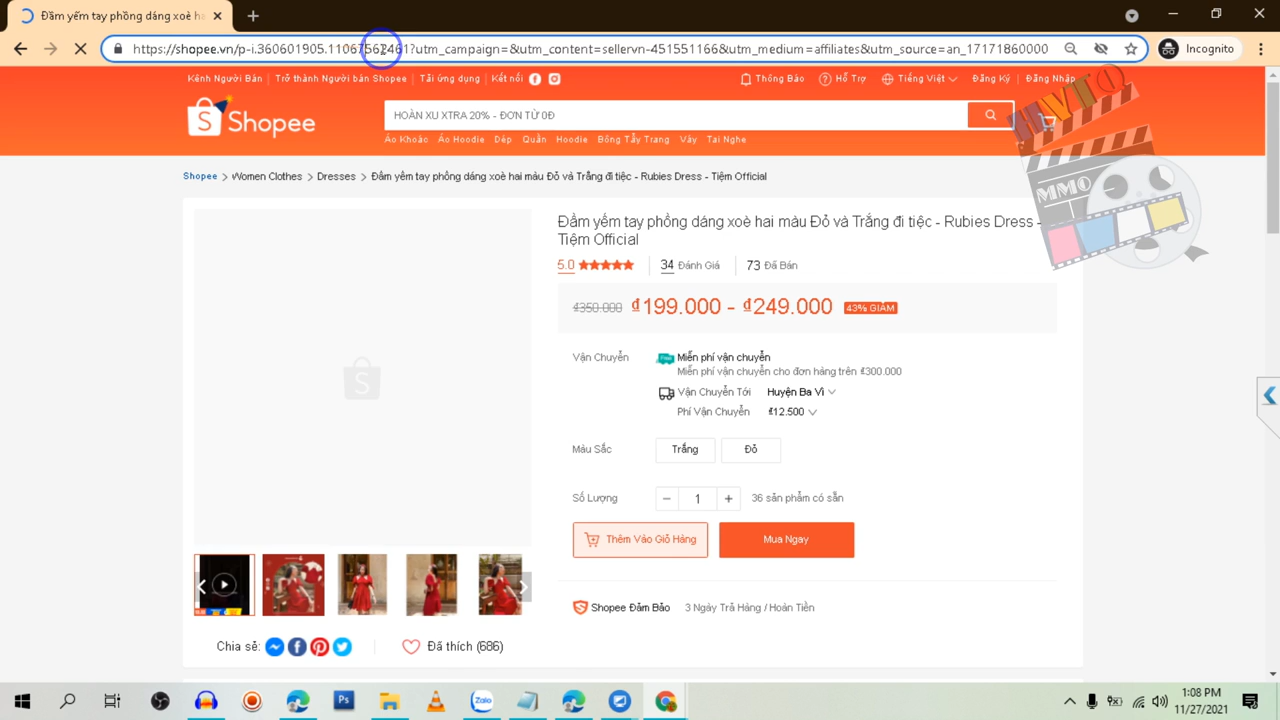 Đầm yếm tay phồng dáng xoè h
https://shopee.vn/p-i.360601905.11067562461?utm_campaign=&utm_content=sellervn-451551166&utm_medium=affiliates&utm_source=an_17171860000
Incognito
Kênh Người Bán
Trở thành Người bán Shopee
Tải ứng dụng
Kết nối
Thông Báo
Hỗ Trợ
Tiếng Việt
Đăng Ký
Đăng Nhập
Shopee
HOÀN XU XTRA 20% - ĐƠN TỪ 0Đ
Áo Khoác
Áo Hoodie
Dép
Quần
Hoodie
Bông Tẩy Trang
Váy
Tai Nghe
MMO
Shopee > Women Clothes > Dresses > Đầm yếm tay phồng dáng xoè hai màu Đỏ và Trắng đi tiệc - Rubies Dress - Tiệm Official
Đầm yếm tay phồng dáng xoè hai màu Đỏ và Trắng đi tiệc - Rubies Dress -
Tiệm Official
5.0
34 Đánh Giá
73 Đã Bán
₫350.000
₫199.000 - ₫249.000
43% GIẢM
Vận Chuyển
Miễn phí vận chuyển
Miễn phí vận chuyển cho đơn hàng trên ₫300.000
Vận Chuyển Tới
Huyện Ba Vì
Phí Vận Chuyển
₫12.500
Màu Sắc
Trắng
Đỏ
Số Lượng
1
36 sản phẩm có sẵn
Thêm Vào Giỏ Hàng
Mua Ngay
Shopee Đảm Bảo
3 Ngày Trả Hàng / Hoàn Tiền
Chia sẻ:
Đã thích (686)
Ps
Zalo
1:08 PM
11/27/2021